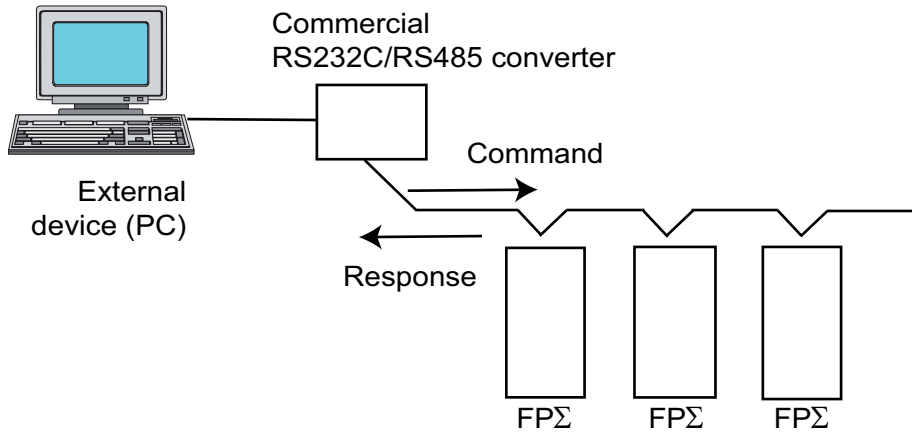 Commercial
RS232C/RS485 converter
Command
External
device (PC)
Response
FPΣ
FPΣ
FPΣ